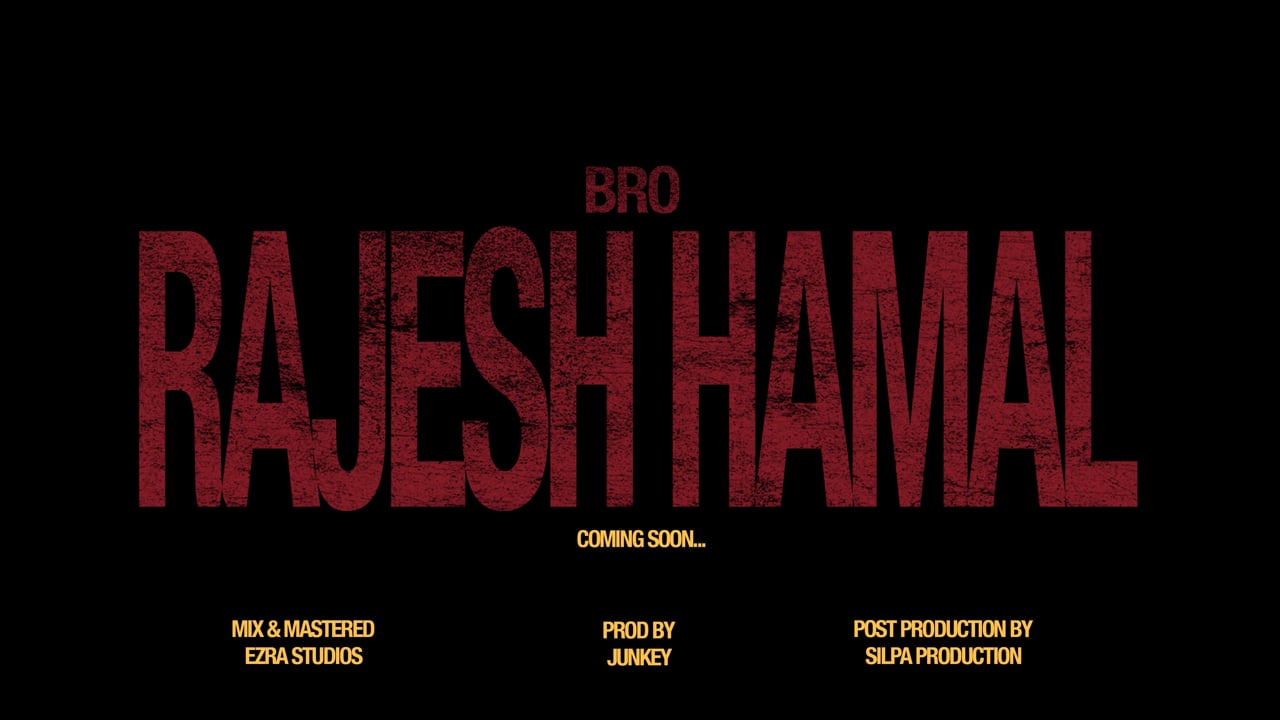 BRO
RAJESH HAMAL
COMING SOON...
MIX & MASTERED
EZRA STUDIOS
PROD BY
JUNKEY
POST PRODUCTION BY
SILPA PRODUCTION